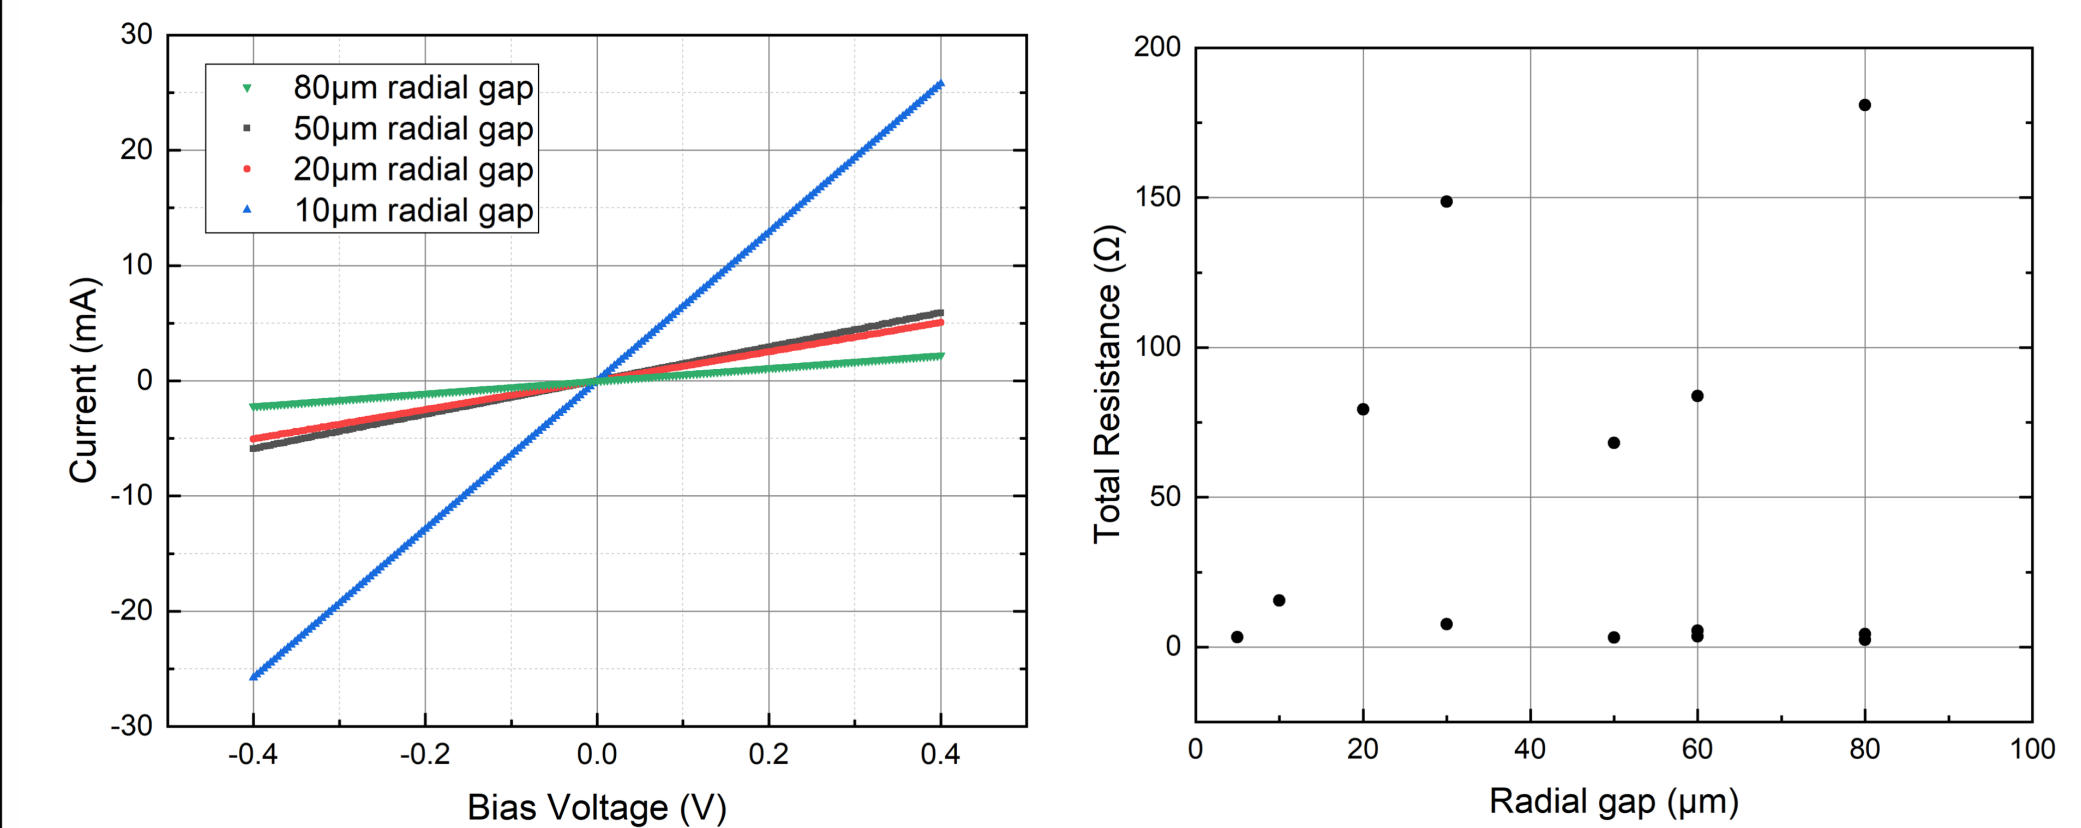 30
20
10
0
-10
-20
-30
Current (mA)
80µm radial gap
50µm radial gap
20µm radial gap
10µm radial gap
-0.4
-0.2
0.0
0.2
0.4
Bias Voltage (V)
200
150
100
50
0
Total Resistance (Ω)
0
20
40
60
80
100
Radial gap (µm)